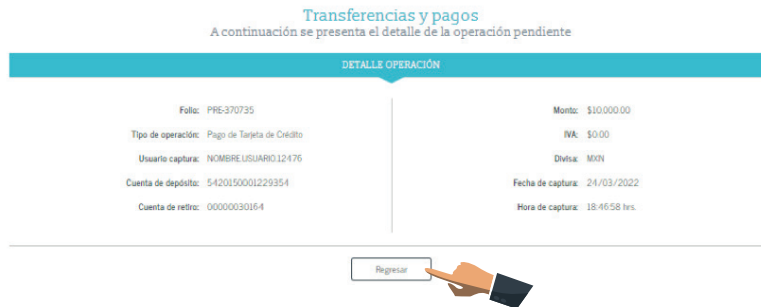 Transferencias y pagos
A continuación se presenta el detalle de la operación pendiente
DETALLE OPERACIÓN
Folio: PRE-370735
Tipo de operación: Pago de Tarjeta de Crédito
Usuario captura: NOMBRE.USUARIO.12476
Cuenta de depósito: 5420150001229354
Cuenta de retiro: 00000030164
Monto: $10,000.00
IVA: $0.00
Divisa: MXN
Fecha de captura: 24/03/2022
Hora de captura: 18:46:58 hrs.
Regresar